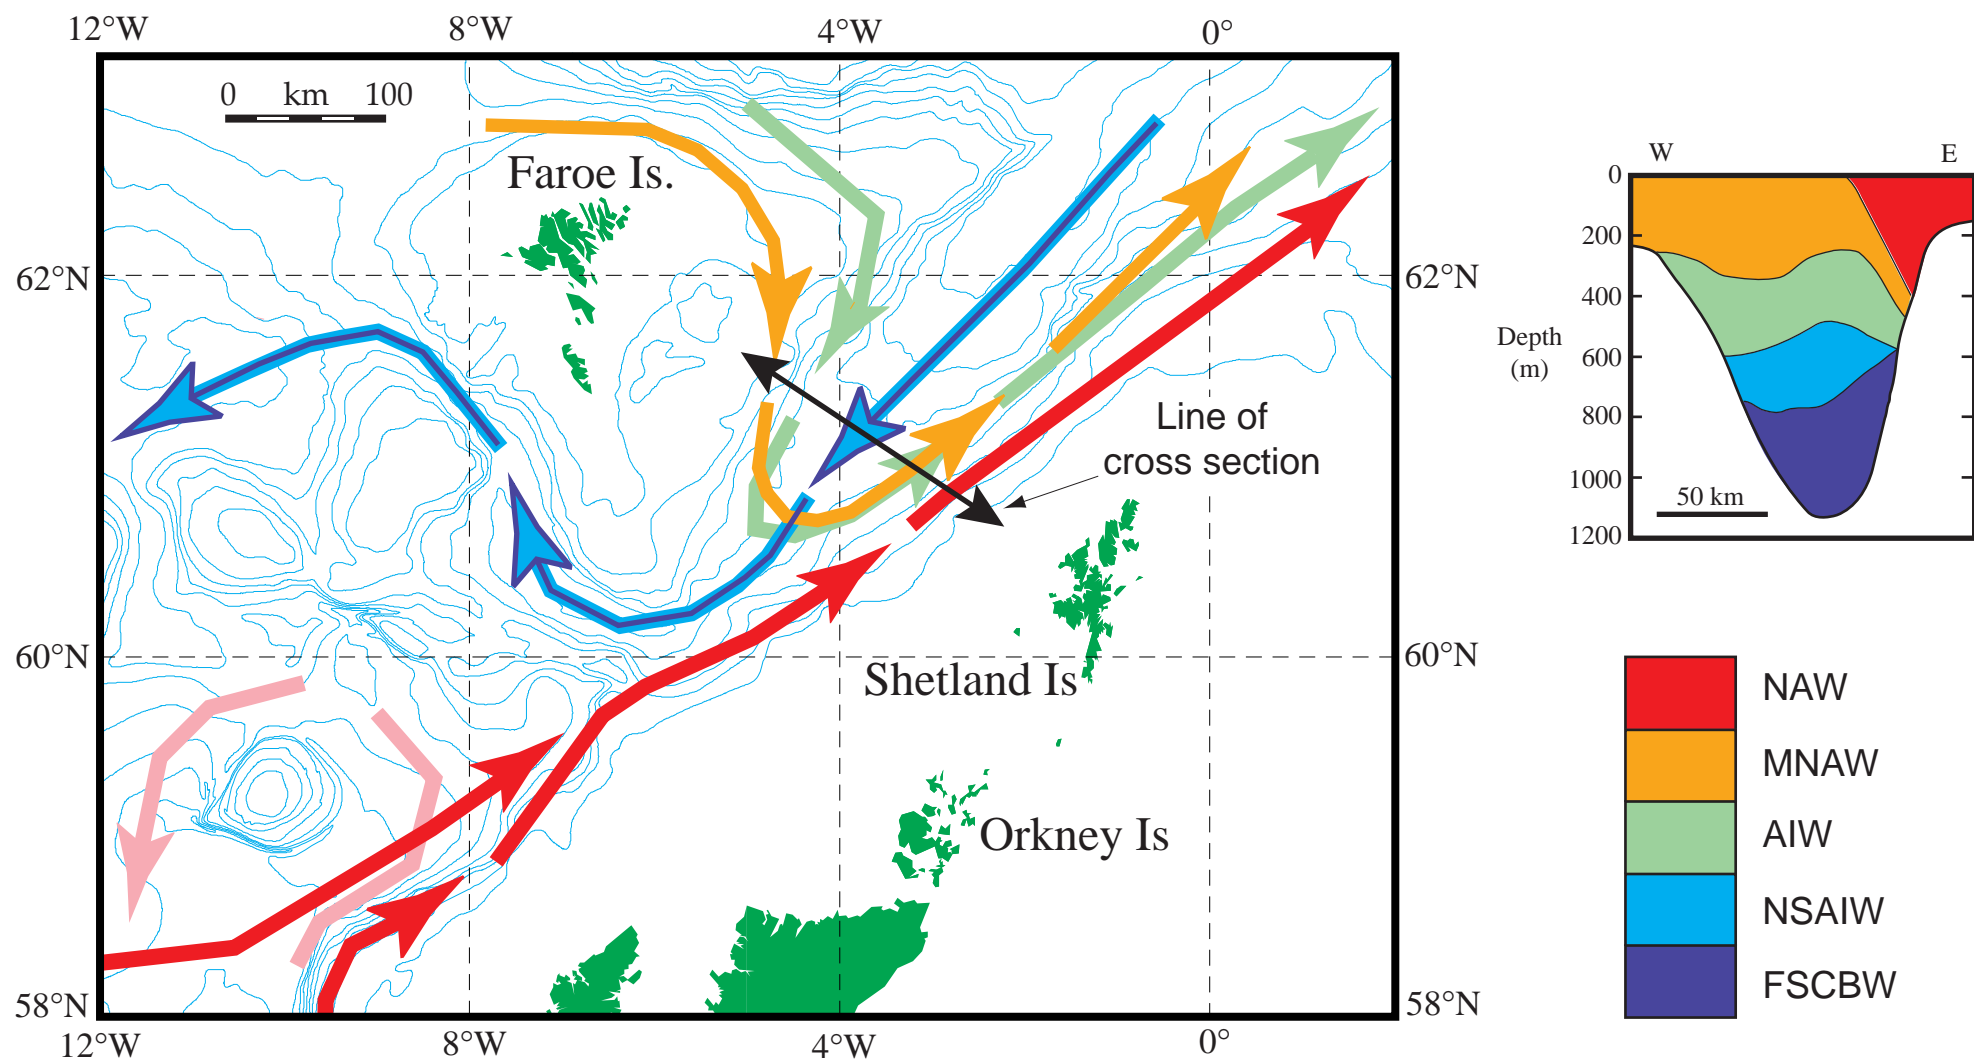 12°W 8°W 4°W 0°
0 km 100
Faroe Is.
62°N 62°N
Line of
cross section
60°N 60°N
Shetland Is
Orkney Is
58°N 58°N
12°W 8°W 4°W 0°
W E
0
200
400
Depth
(m)
600
800
1000
50 km
1200
NAW
MNAW
AIW
NSAIW
FSCBW